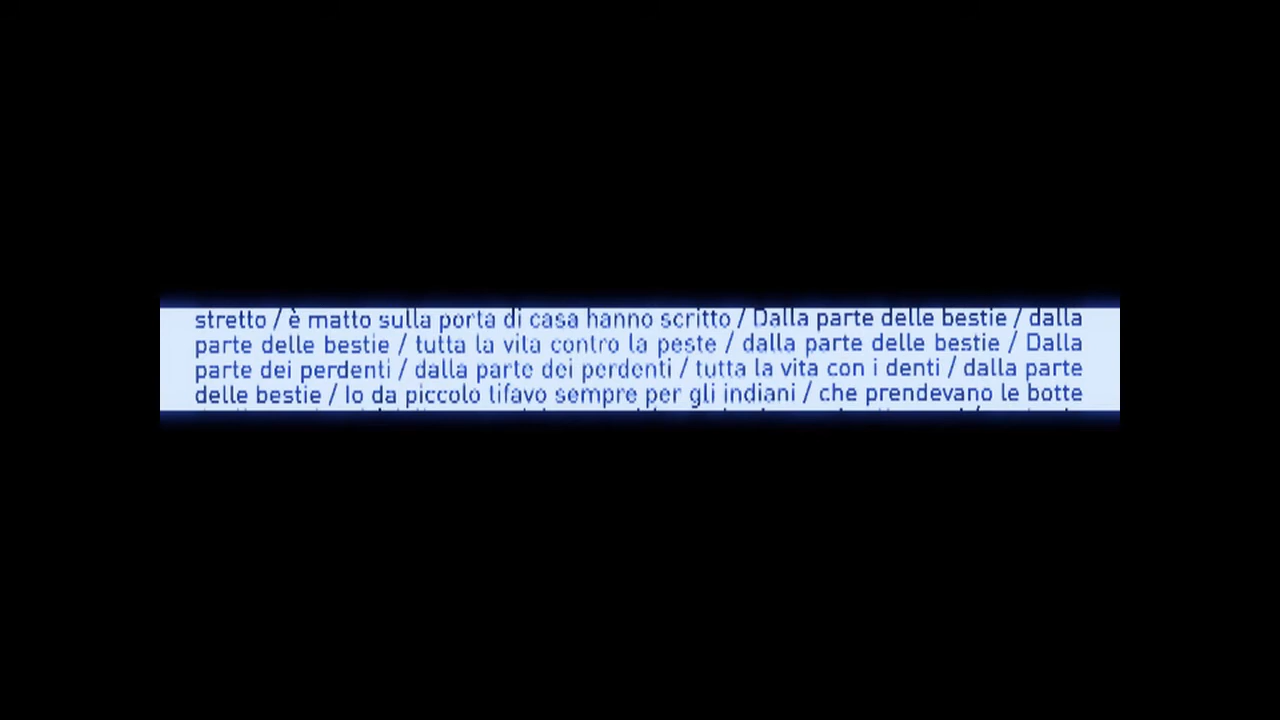 stretto / è matto sulla porta di casa hanno scritto / Dalla parte delle bestie / dalla
parte delle bestie / tutta la vita contro la peste / dalla parte delle bestie / Dalla
parte dei perdenti / dalla parte dei perdenti / tutta la vita con i denti / dalla parte
delle bestie / Io da piccolo tifavo sempre per gli indiani / che prendevano le botte